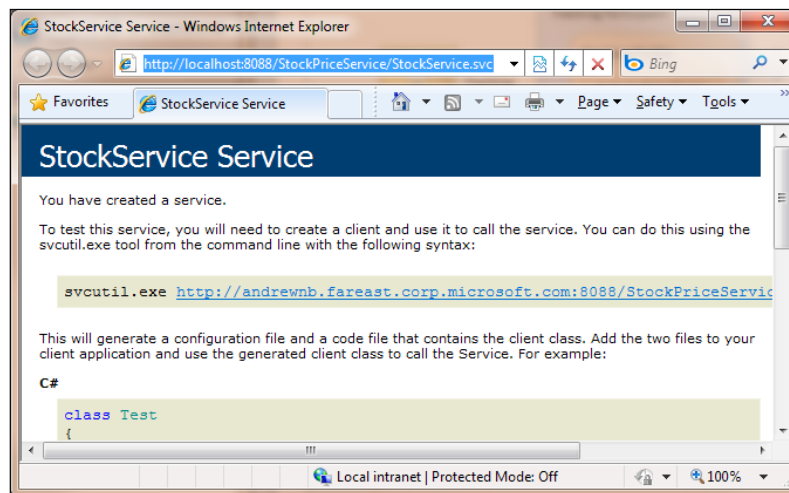 StockService Service - Windows Internet Explorer
http://localhost:8088/StockPriceService/StockService.svc
Bing
Favorites
StockService Service
Page
Safety
Tools
StockService Service
You have created a service.
To test this service, you will need to create a client and use it to call the service. You can do this using the
svcutil.exe tool from the command line with the following syntax:
svcutil.exe http://andrewnb.fareast.corp.microsoft.com:8088/StockPriceServic
This will generate a configuration file and a code file that contains the client class. Add the two files to your
client application and use the generated client class to call the Service. For example:
C#
class Test
{
Local intranet | Protected Mode: Off
100%